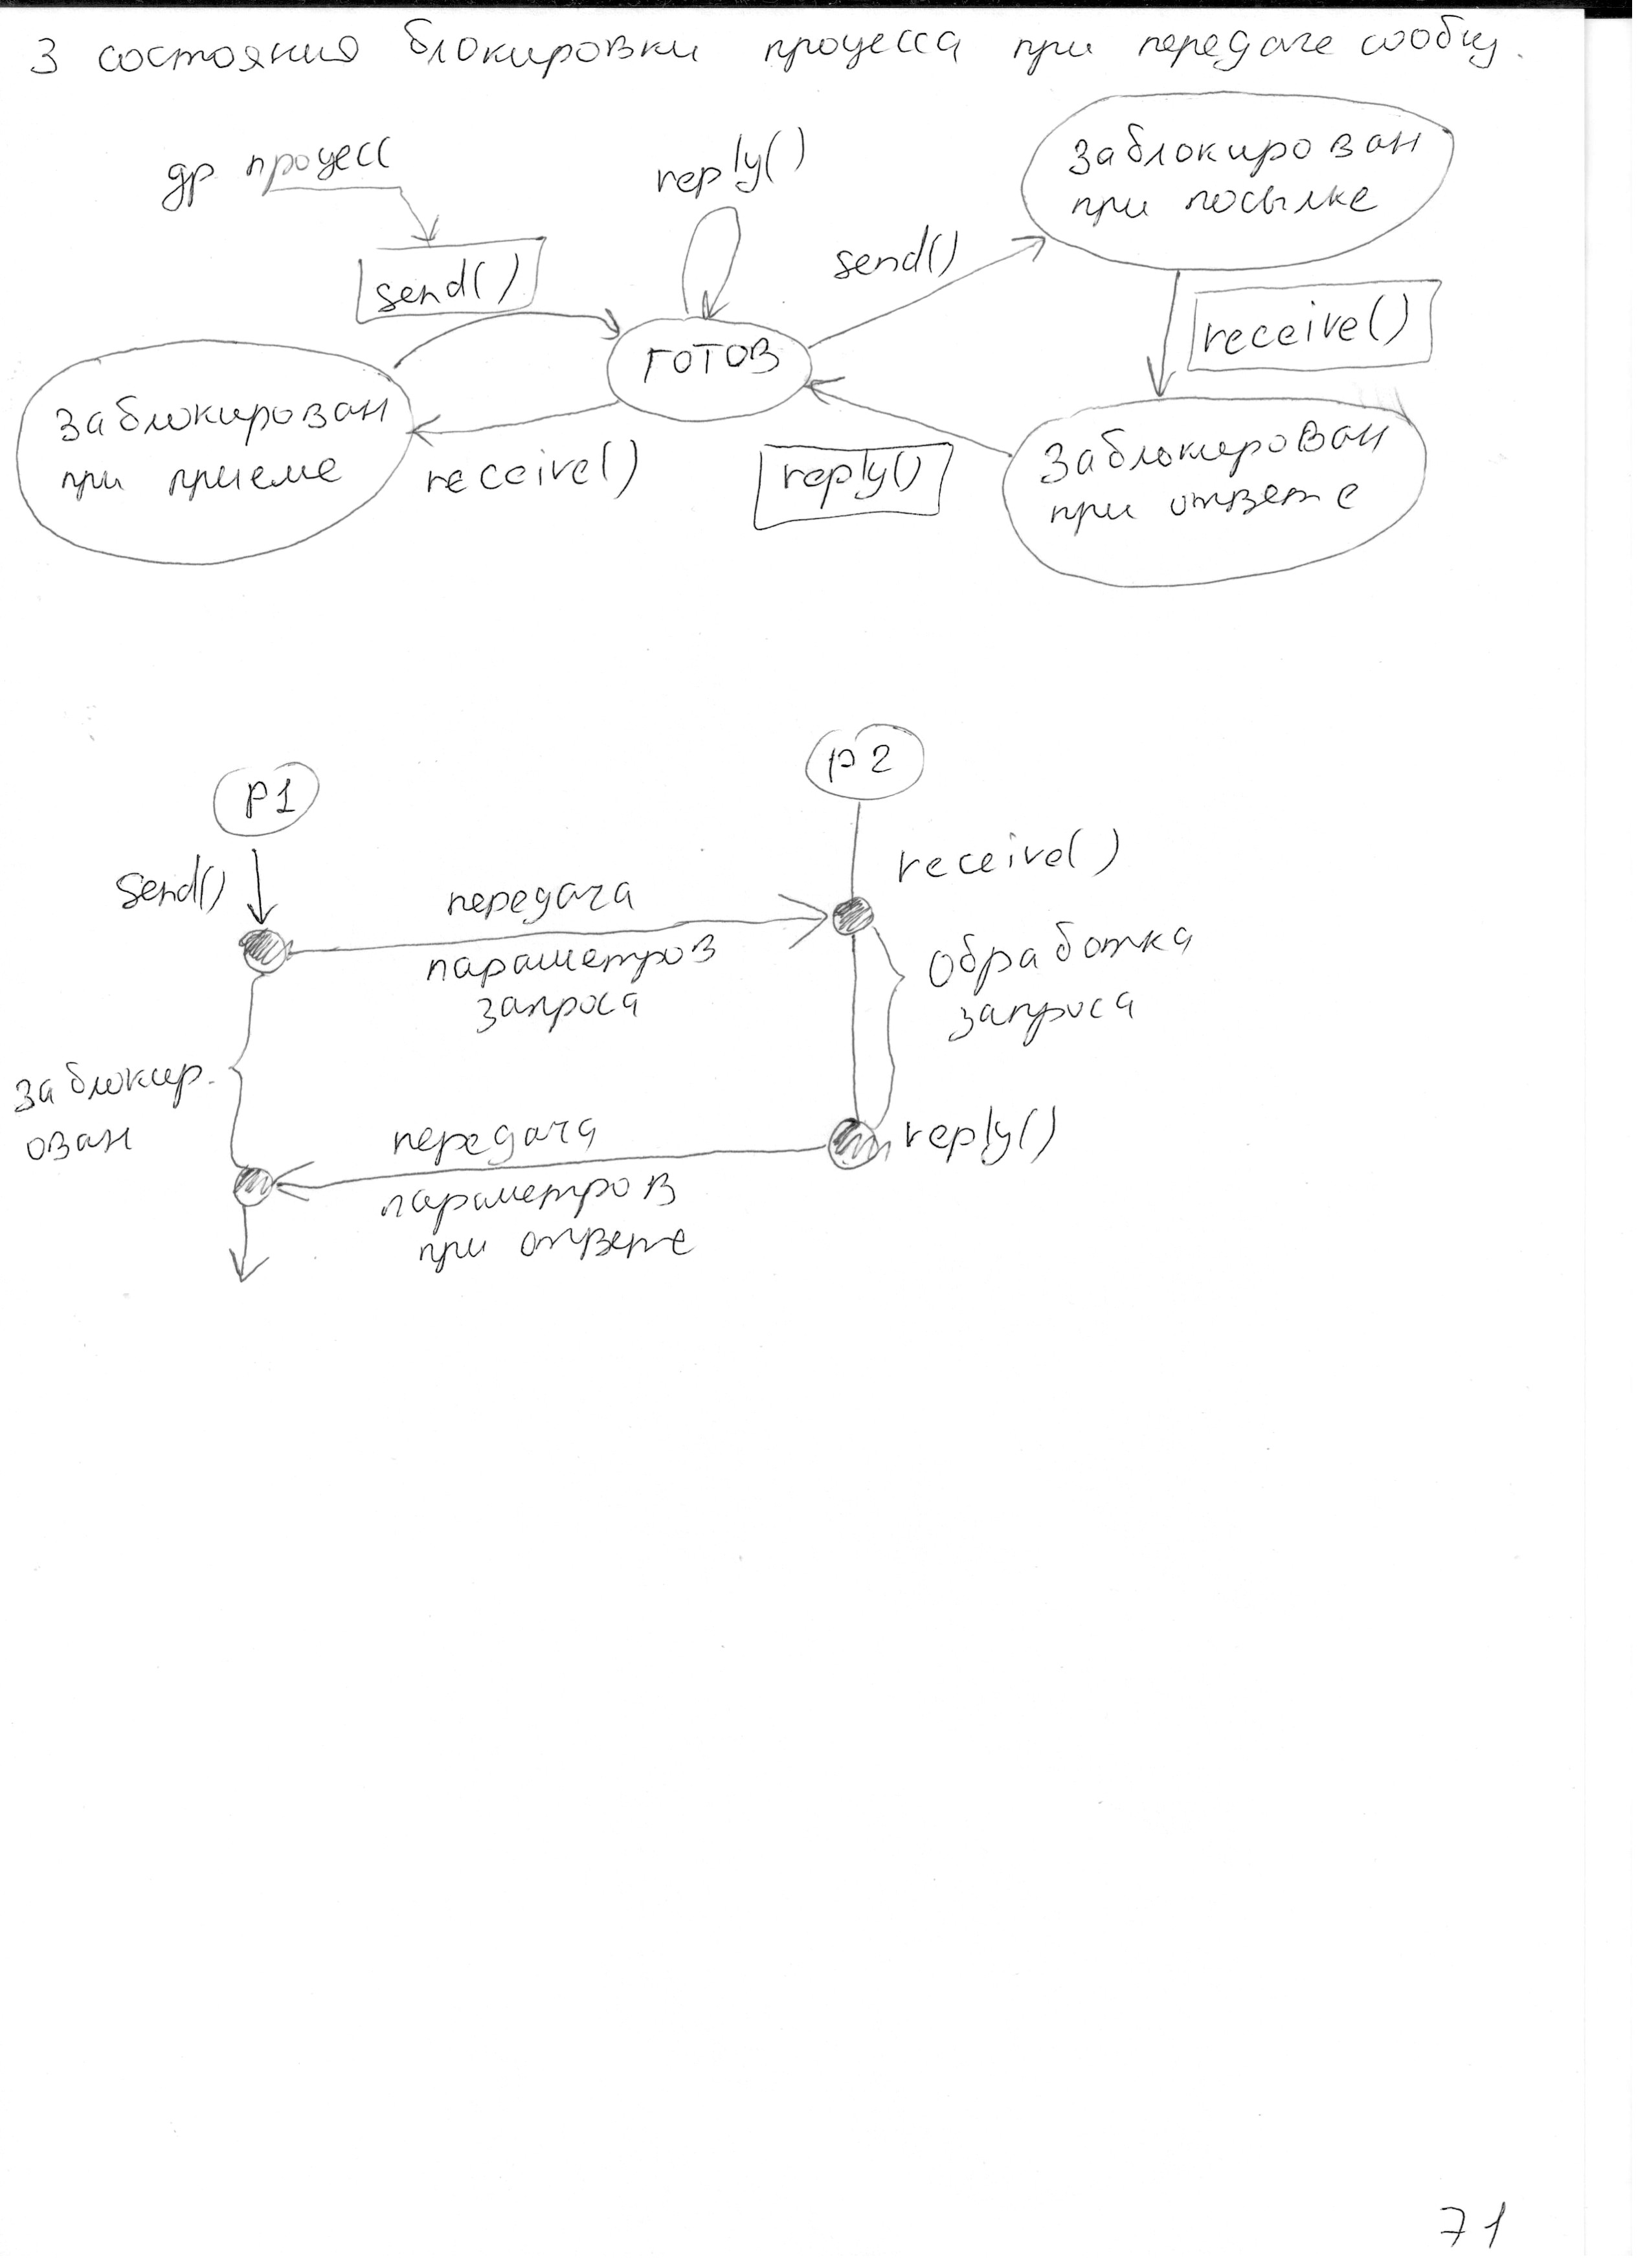 3 состояния блокировки процесса при передаче сообщ.
др. процесс
reply()
send()
send()
заблокирован
при посылке
receive()
готов
заблокирован
при приеме
receive()
reply()
заблокирован
при ответе
P1
P2
send()
receive()
передача
параметров
запроса
обработка
запроса
заблокир.
ован
передача
параметров
при ответе
reply()
71